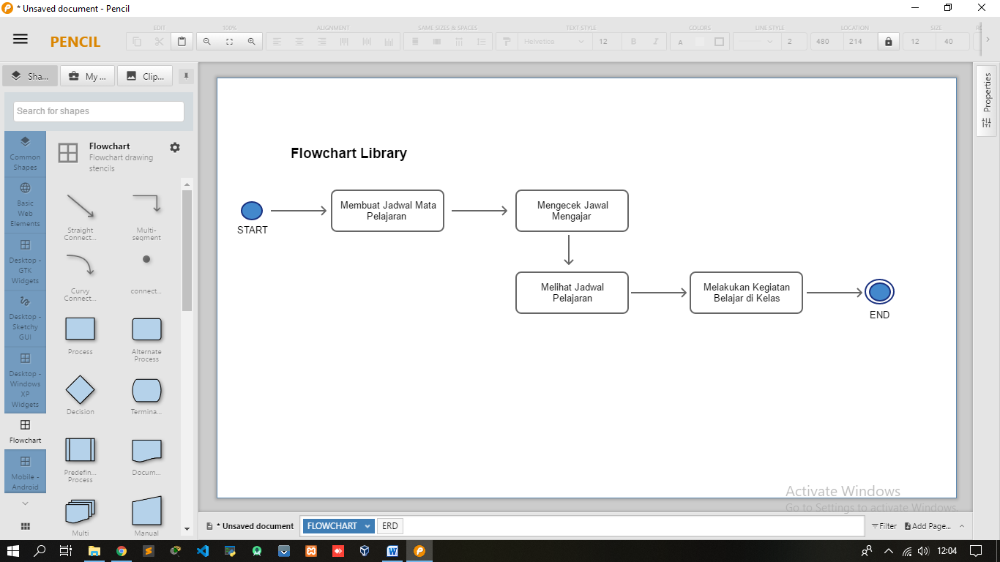 * Unsaved document - Pencil
PENCIL
EDIT
100%
ALIGNMENT
SAME SIZES & SPACES
TEXT STYLE
COLORS
LINE STYLE
LOCATION
SIZE
Helvetica
12
B
I
A
2
480
214
12
40
Sha...
My ...
Clip...
Search for shapes
Common
Shapes
Basic
Web
Elements
Desktop -
GTK
Widgets
Desktop -
Sketchy
GUI
Desktop -
Windows
XP
Widgets
Flowchart
Mobile -
Android
Flowchart
Flowchart drawing
stencils
Straight
Connect...
Multi-
segment
Curvy
Connect...
connect...
Process
Alternate
Process
Decision
Termina...
Predefin...
Process
Docum...
Multi
Manual
Flowchart Library
START
Membuat Jadwal Mata
Pelajaran
Mengecek Jawal
Mengajar
Melihat Jadwal
Pelajaran
Melakukan Kegiatan
Belajar di Kelas
END
Properties
Activate Windows
Go to Settings to activate Windows.
* Unsaved document
FLOWCHART
ERD
Filter
Add Page...
12:04